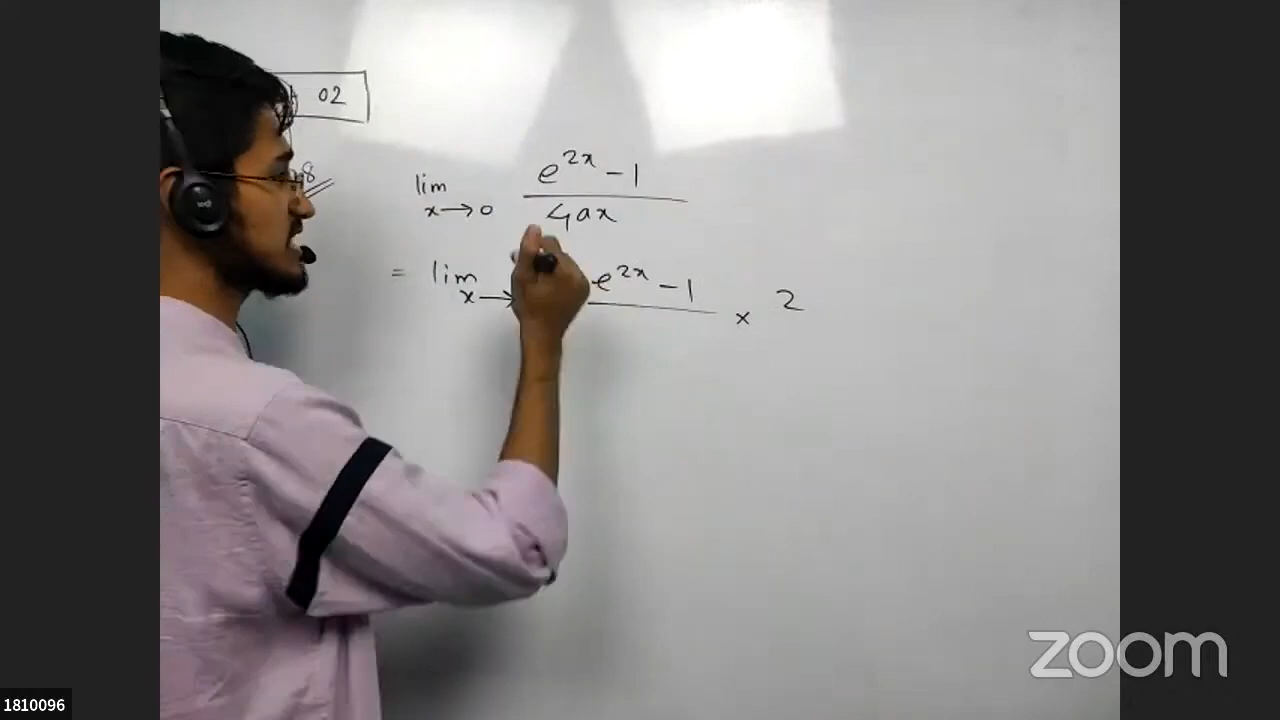 02
lim x→0 e^{2x} - 1 / 4ax
= lim x→ e^{2x} - 1 × 2
zoom
1810096